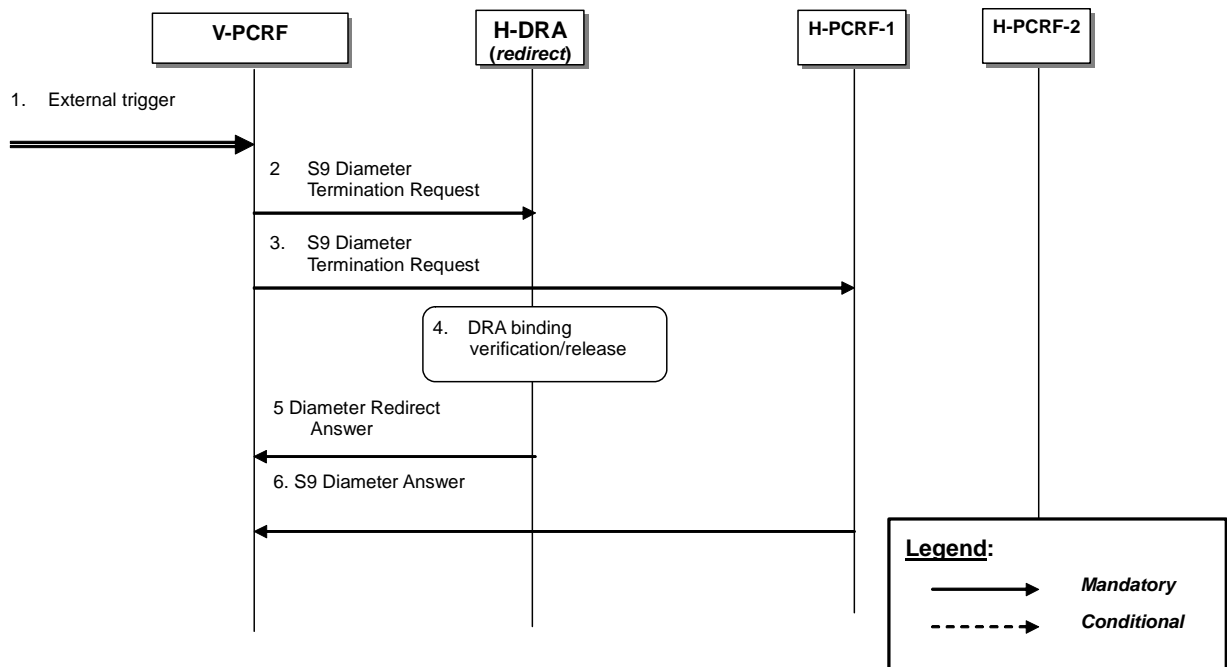 V-PCRF
H-DRA
(redirect)
H-PCRF-1
H-PCRF-2
1. External trigger
2 S9 Diameter
Termination Request
3. S9 Diameter
Termination Request
4. DRA binding
verification/release
5 Diameter Redirect
Answer
6. S9 Diameter Answer
Legend:
Mandatory
Conditional